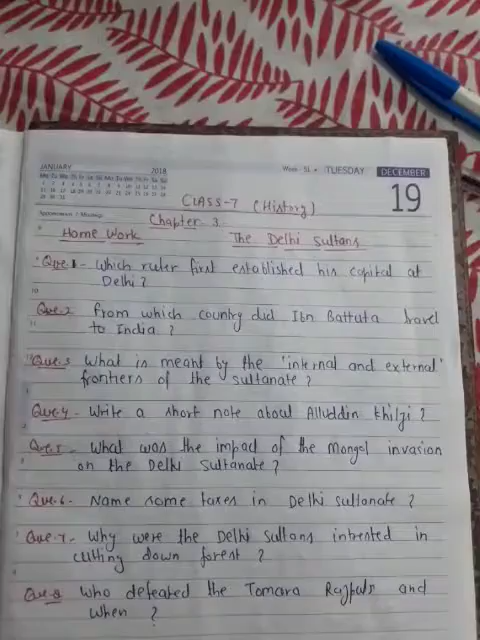 JANUARY 2018
Week 51 • TUESDAY DECEMBER
19
CLASS-7 (History)
Appointment / Meetings
Chapter 3
Home Work The Delhi sultans
Que.1- Which ruler first established his capital at
Delhi?
Que.2 from which country did Ibn Battuta travel
to India ?
Que.3 What is meant by the 'internal and external'
frontiers of the sultanate ?
Que.4- Write a short note about Alluddin Khilzi ?
Que.5- What was the impact of the Mongol invasion
on the Delhi Sultanate ?
Que.6- Name some taxes in Delhi sultanate ?
Que.7- Why were the Delhi sultans intrested in
cutting down forest ?
Que.8 Who defeated the Tomara Rajputs and
when ?